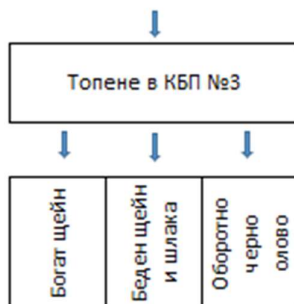 Топене в КБП №3
Богат щейн
Беден щейн
и шлака
Оборотно
черно
олово